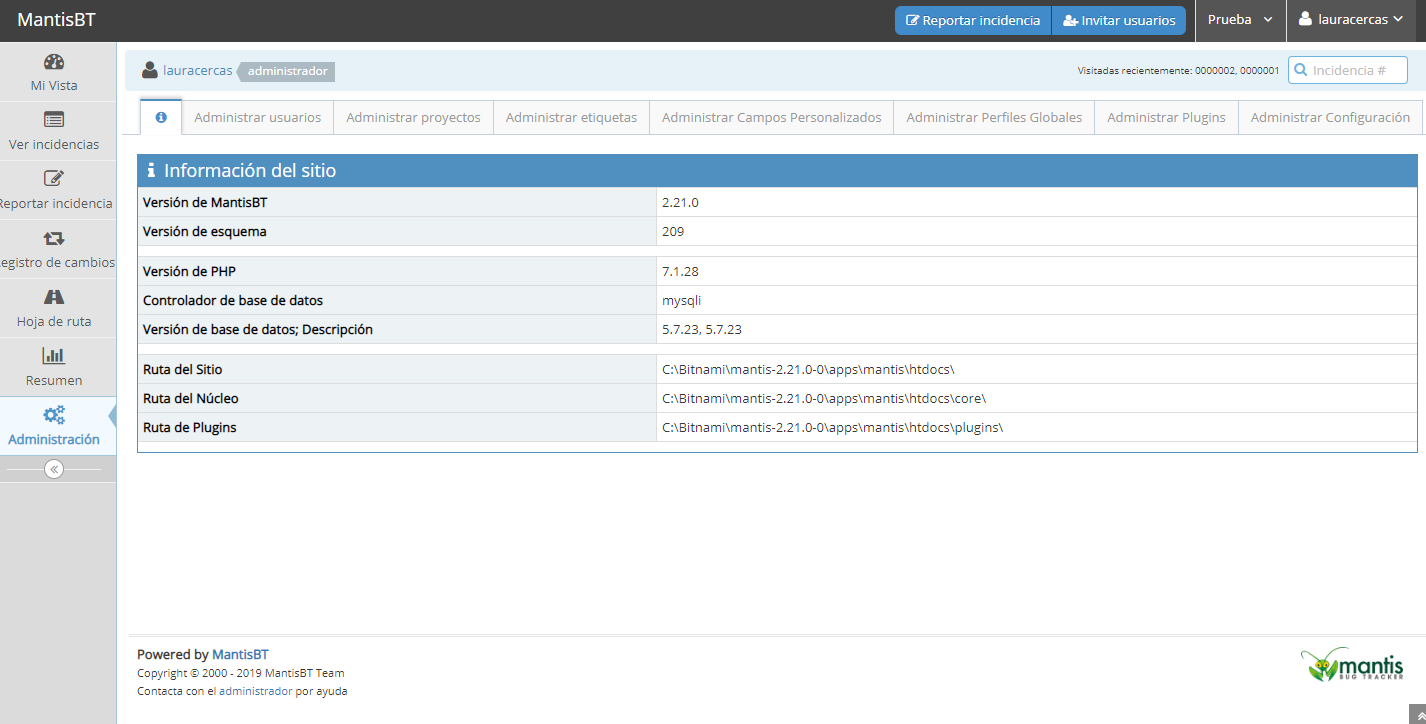 MantisBT
Reportar incidencia
Invitar usuarios
Prueba
lauracercas
Mi Vista
Ver incidencias
Reportar incidencia
egistro de cambios
Hoja de ruta
Resumen
Administración
lauracercas administrador
Visitadas recientemente: 0000002, 0000001
Incidencia #
Administrar usuarios
Administrar proyectos
Administrar etiquetas
Administrar Campos Personalizados
Administrar Perfiles Globales
Administrar Plugins
Administrar Configuración
Información del sitio
Versión de MantisBT 2.21.0
Versión de esquema 209
Versión de PHP 7.1.28
Controlador de base de datos mysqli
Versión de base de datos; Descripción 5.7.23, 5.7.23
Ruta del Sitio C:\Bitnami\mantis-2.21.0-0\apps\mantis\htdocs\
Ruta del Núcleo C:\Bitnami\mantis-2.21.0-0\apps\mantis\htdocs\core\
Ruta de Plugins C:\Bitnami\mantis-2.21.0-0\apps\mantis\htdocs\plugins\
Powered by MantisBT
Copyright © 2000 - 2019 MantisBT Team
Contacta con el administrador por ayuda
mantis
BUG TRACKER